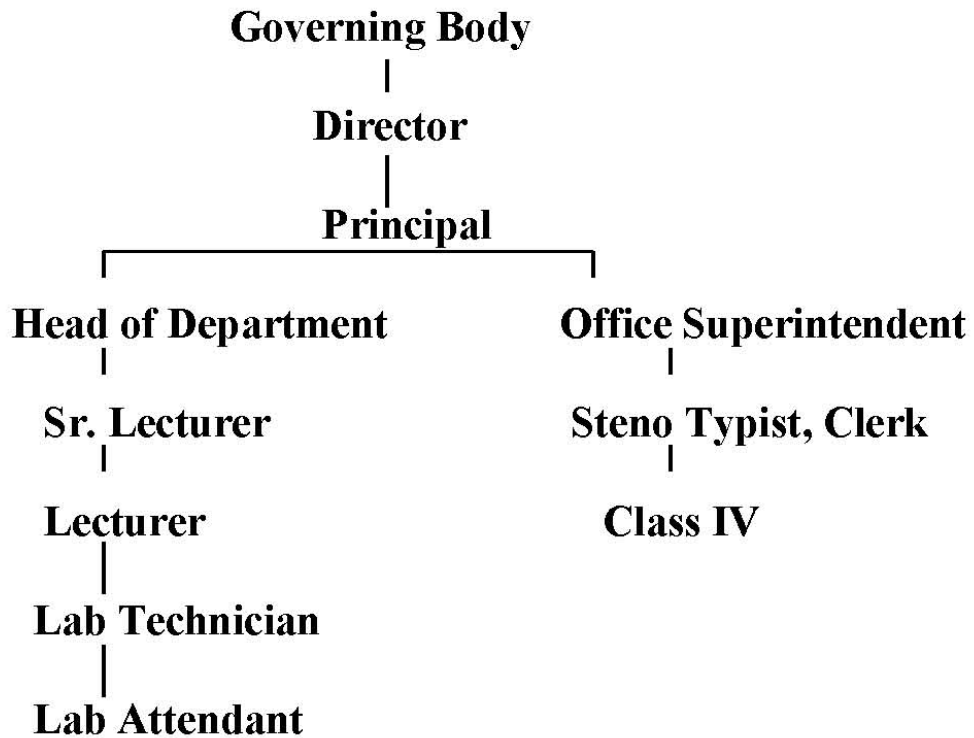 Governing Body
Director
Principal
Head of Department
Office Superintendent
Sr. Lecturer
Steno Typist, Clerk
Lecturer
Class IV
Lab Technician
Lab Attendant